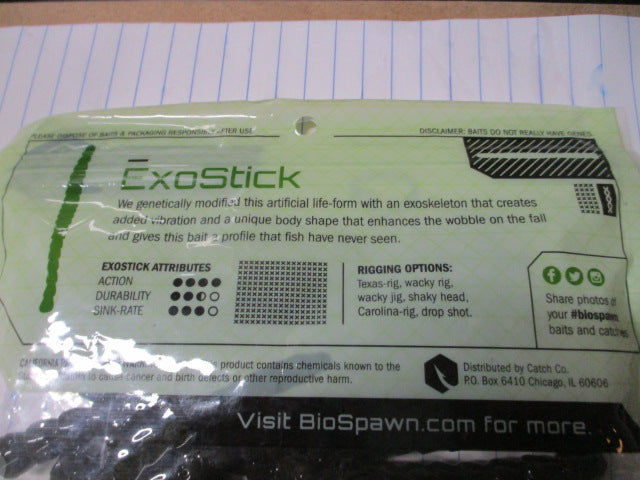 PLEASE DISPOSE OF BAITS & PACKAGING RESPONSIBLY AFTER USE
DISCLAIMER: BAITS DO NOT REALLY HAVE GENES.
ExoStick
We genetically modified this artificial life-form with an exoskeleton that creates
added vibration and a unique body shape that enhances the wobble on the fall
and gives this bait a profile that fish have never seen.
EXOSTICK ATTRIBUTES
ACTION
DURABILITY
SINK-RATE
RIGGING OPTIONS:
Texas-rig, wacky rig,
wacky jig, shaky head,
Carolina-rig, drop shot.
Share photos of
your #biospawn
baits and catches
CALIFORNIA product contains chemicals known to the
to cause cancer and birth defects or other reproductive harm.
Distributed by Catch Co.
P.O. Box 6410 Chicago, IL 60606
Visit BioSpawn.com for more.